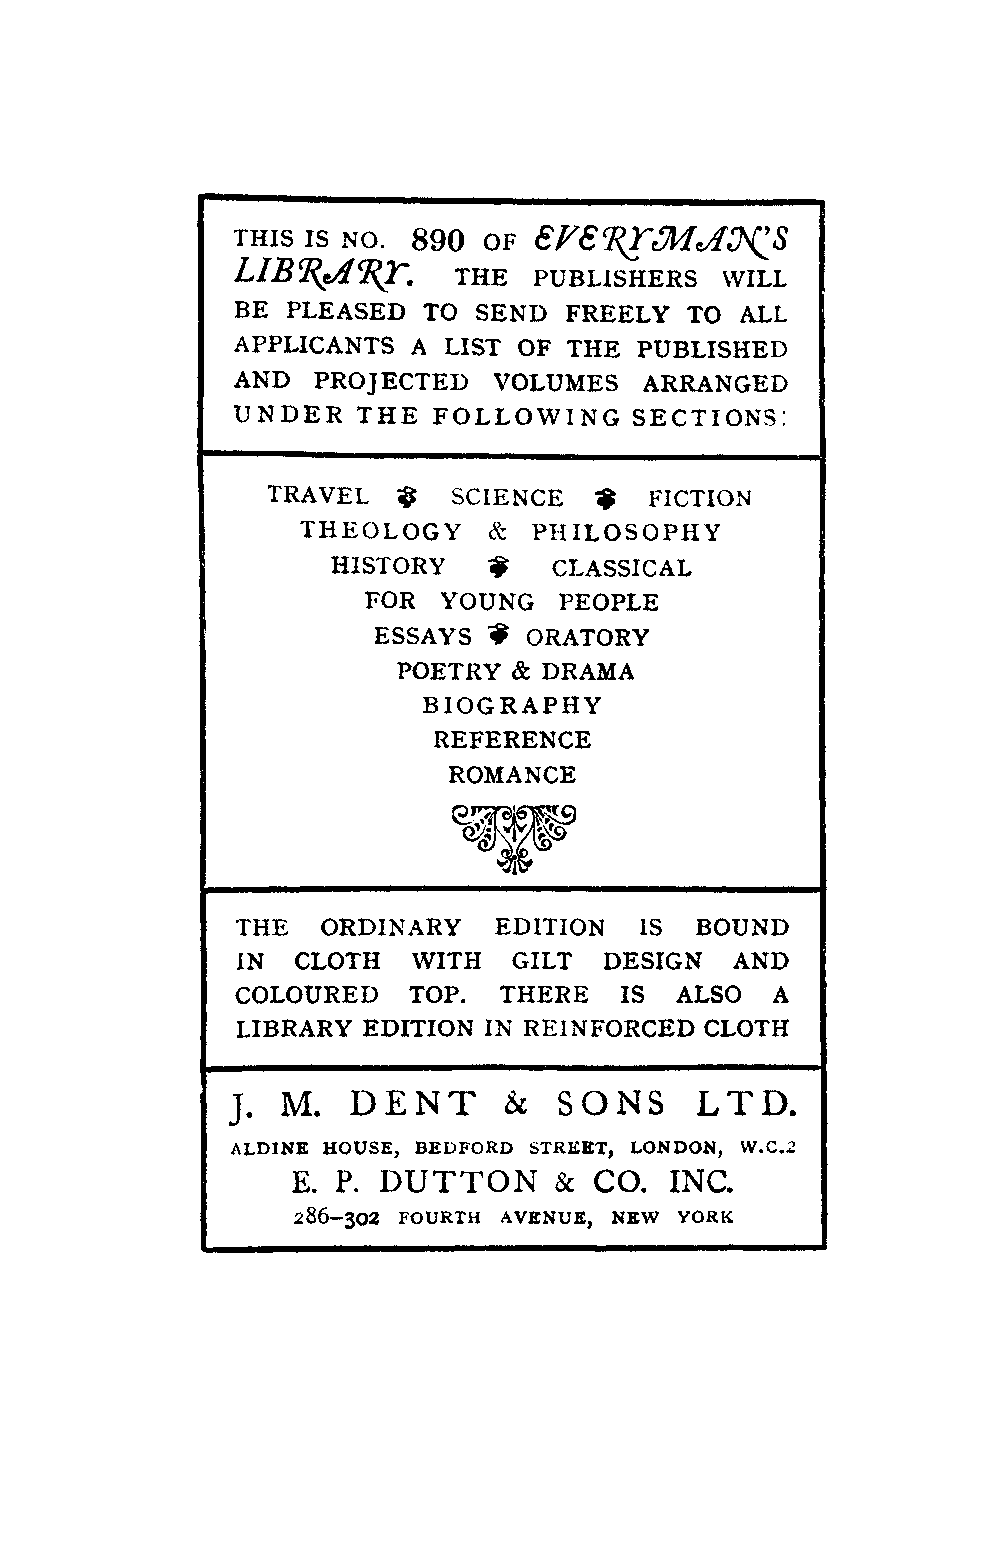 THIS IS NO. 890 OF EVERYMAN'S
LIBRARY. THE PUBLISHERS WILL
BE PLEASED TO SEND FREELY TO ALL
APPLICANTS A LIST OF THE PUBLISHED
AND PROJECTED VOLUMES ARRANGED
UNDER THE FOLLOWING SECTIONS:
TRAVEL SCIENCE FICTION
THEOLOGY & PHILOSOPHY
HISTORY CLASSICAL
FOR YOUNG PEOPLE
ESSAYS ORATORY
POETRY & DRAMA
BIOGRAPHY
REFERENCE
ROMANCE
THE ORDINARY EDITION IS BOUND
IN CLOTH WITH GILT DESIGN AND
COLOURED TOP. THERE IS ALSO A
LIBRARY EDITION IN REINFORCED CLOTH
J. M. DENT & SONS LTD.
ALDINE HOUSE, BEDFORD STREET, LONDON, W.C.2
E. P. DUTTON & CO. INC.
286-302 FOURTH AVENUE, NEW YORK